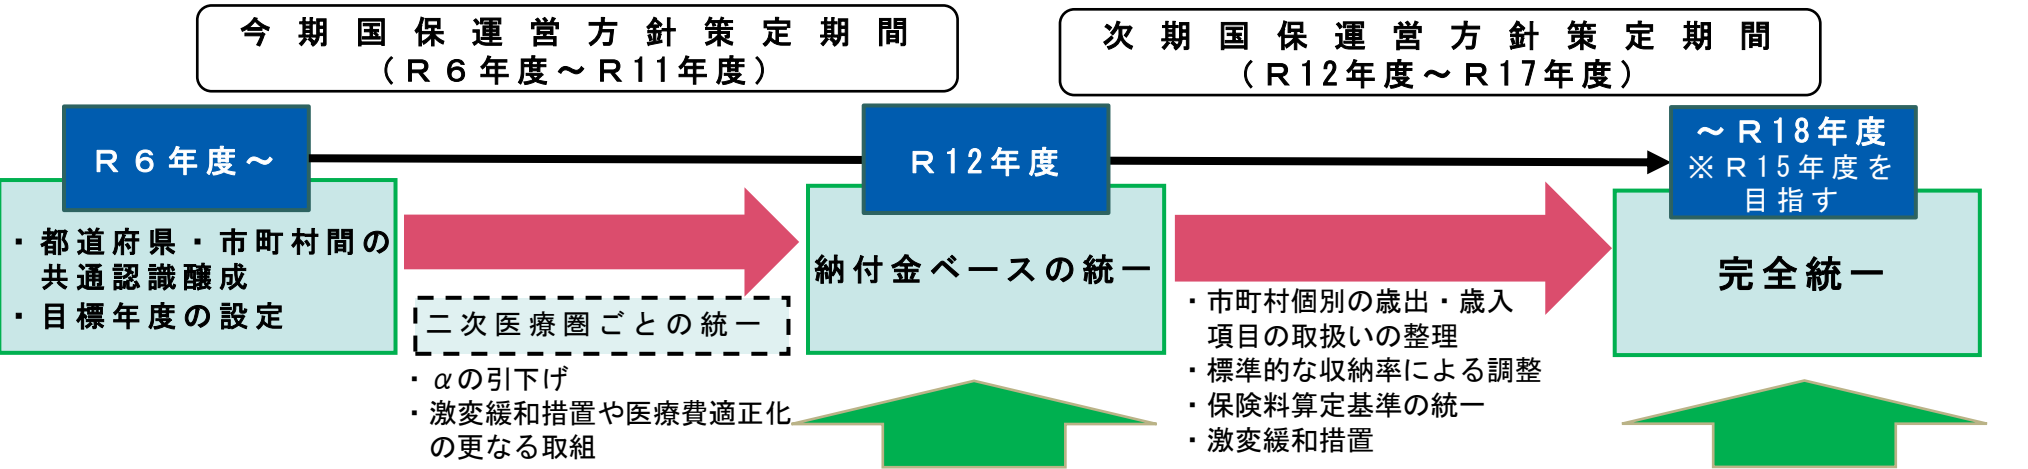 今期国保運営方針策定期間
（Ｒ６年度～Ｒ11年度）
次期国保運営方針策定期間
（Ｒ12年度～Ｒ17年度）
Ｒ６年度～
・都道府県・市町村間の
共通認識醸成
・目標年度の設定
二次医療圏ごとの統一
・αの引下げ
・激変緩和措置や医療費適正化
の更なる取組
Ｒ12年度
納付金ベースの統一
・市町村個別の歳出・歳入
項目の取扱いの整理
・標準的な収納率による調整
・保険料算定基準の統一
・激変緩和措置
～Ｒ18年度
※Ｒ15年度を
目指す
完全統一